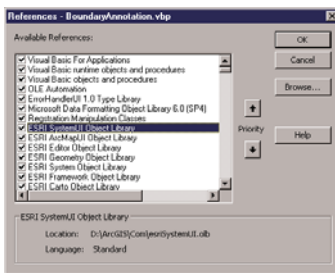 References - BoundaryAnnotation.vbp
Available References:
Visual Basic For Applications
Visual Basic runtime objects and procedures
Visual Basic objects and procedures
OLE Automation
ErrorHandlerUI 1.0 Type Library
Microsoft Data Formatting Object Library 6.0 (SP4)
Registration Manipulation Classes
ESRI SystemUI Object Library
ESRI ArcMapUI Object Library
ESRI Editor Object Library
ESRI Geometry Object Library
ESRI System Object Library
ESRI Framework Object Library
ESRI Carto Object Library
OK
Cancel
Browse...
Priority
Help
ESRI SystemUI Object Library
Location: D:\ArcGIS\Com\esriSystemUI.olb
Language: Standard